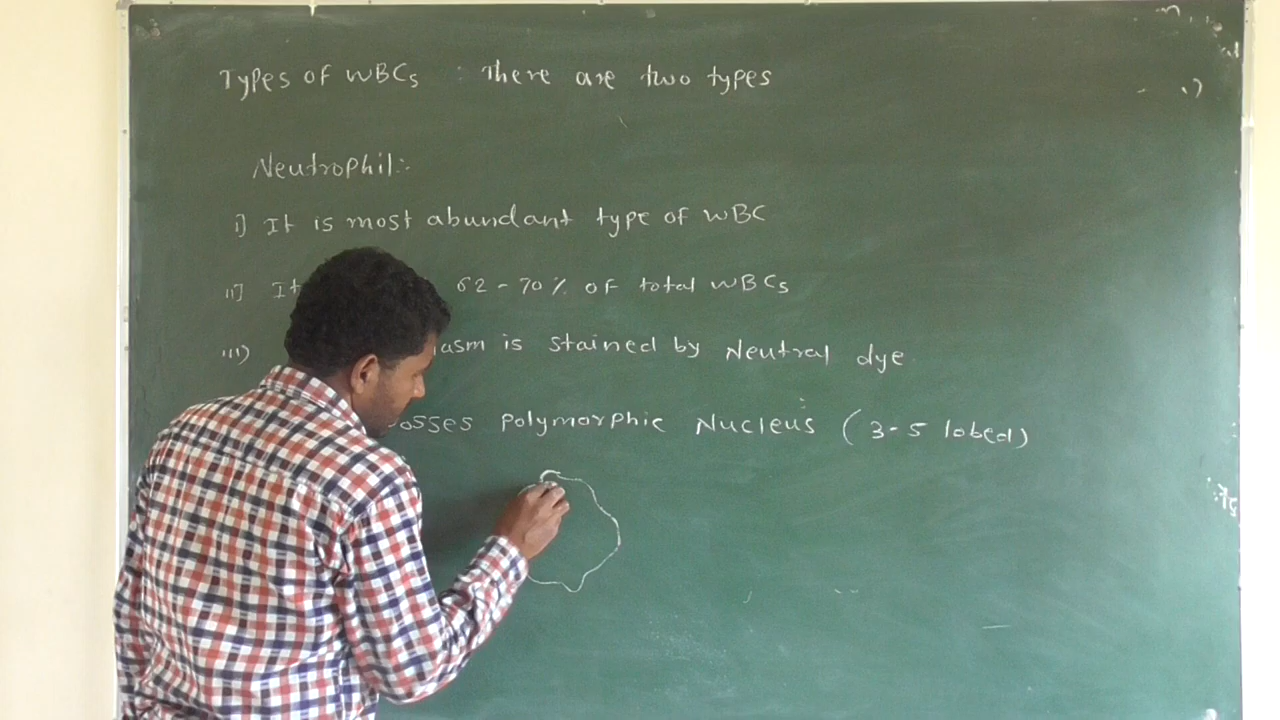 Types of WBCs : There are two types
Neutrophil:-
i) It is most abundant type of WBC
ii) It 62 - 70% of total WBCs
iii) is stained by Neutral dye
Polymorphic Nucleus (3-5 lobed)